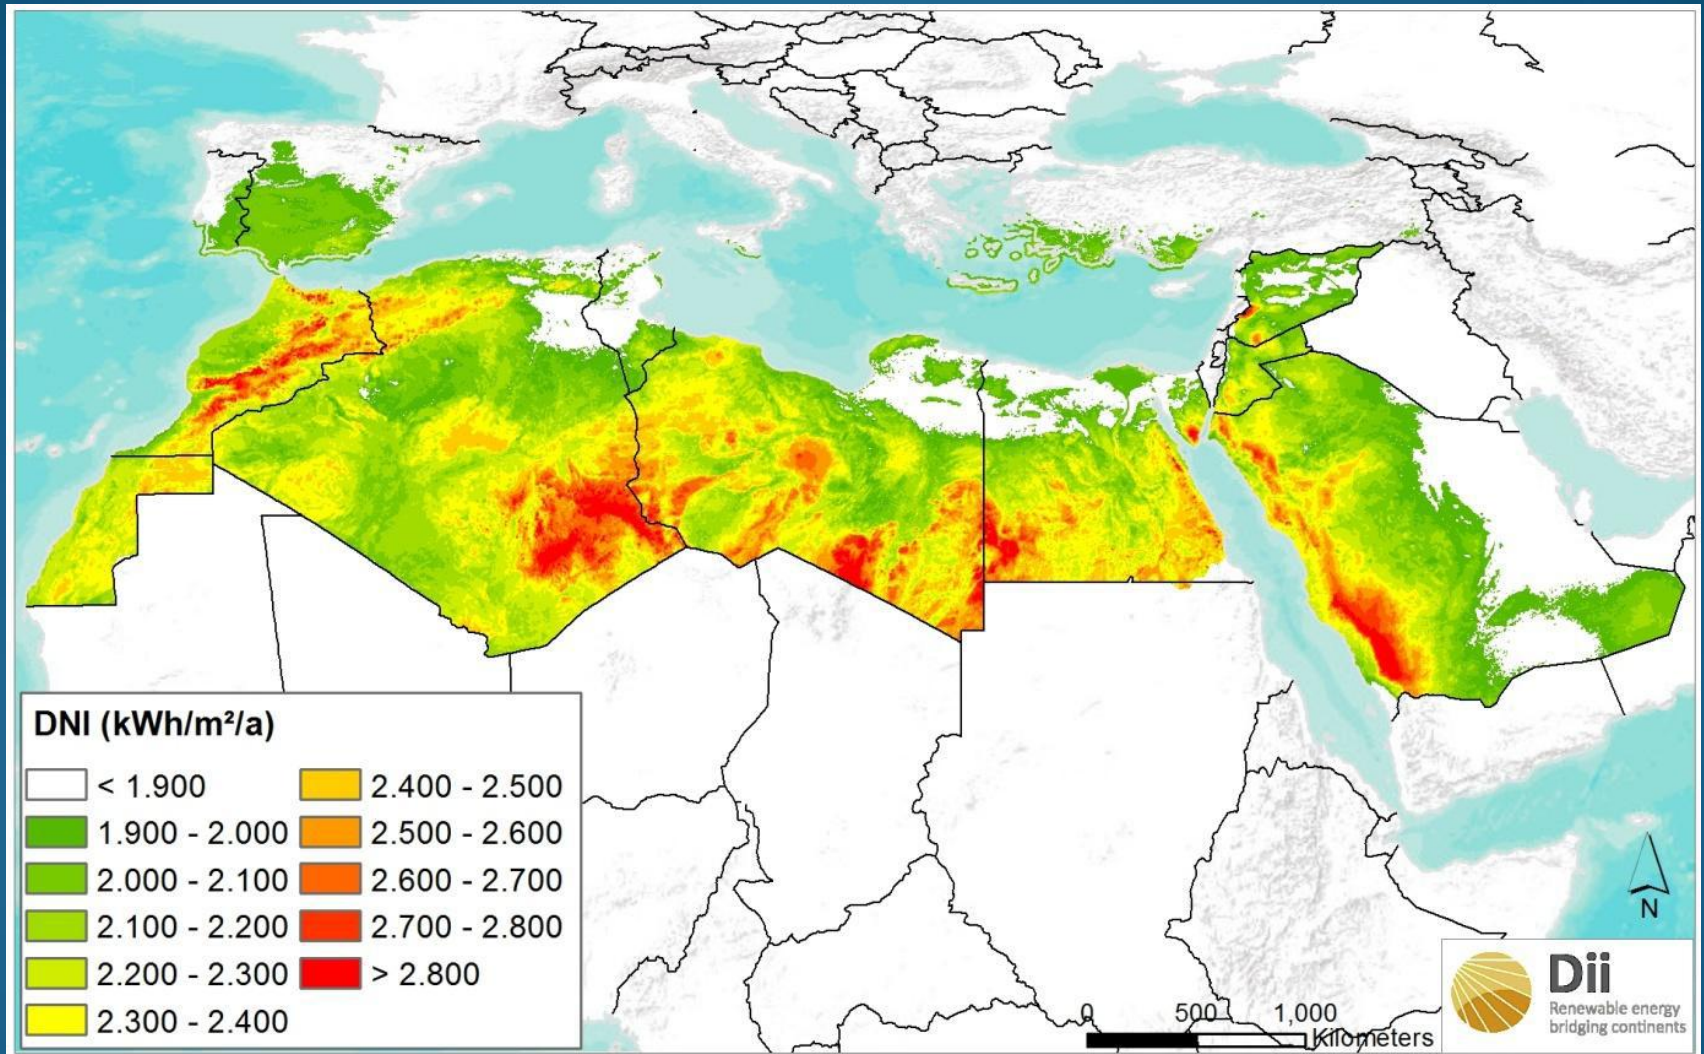 DNI (kWh/m²/a)
< 1.900
1.900 - 2.000
2.000 - 2.100
2.100 - 2.200
2.200 - 2.300
2.300 - 2.400
2.400 - 2.500
2.500 - 2.600
2.600 - 2.700
2.700 - 2.800
> 2.800
0 500 1,000
Kilometers
N
Dii
Renewable energy
bridging continents